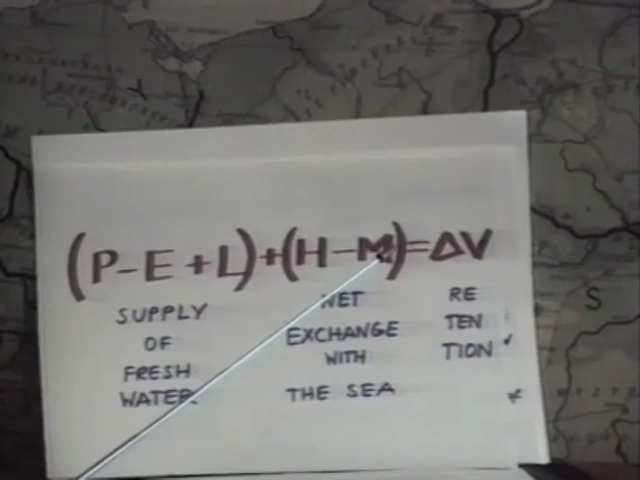 (P-E+L)+(H-M)=ΔV
SUPPLY
OF
FRESH
WATER
NET
EXCHANGE
WITH
THE SEA
RE
TEN
TION
S